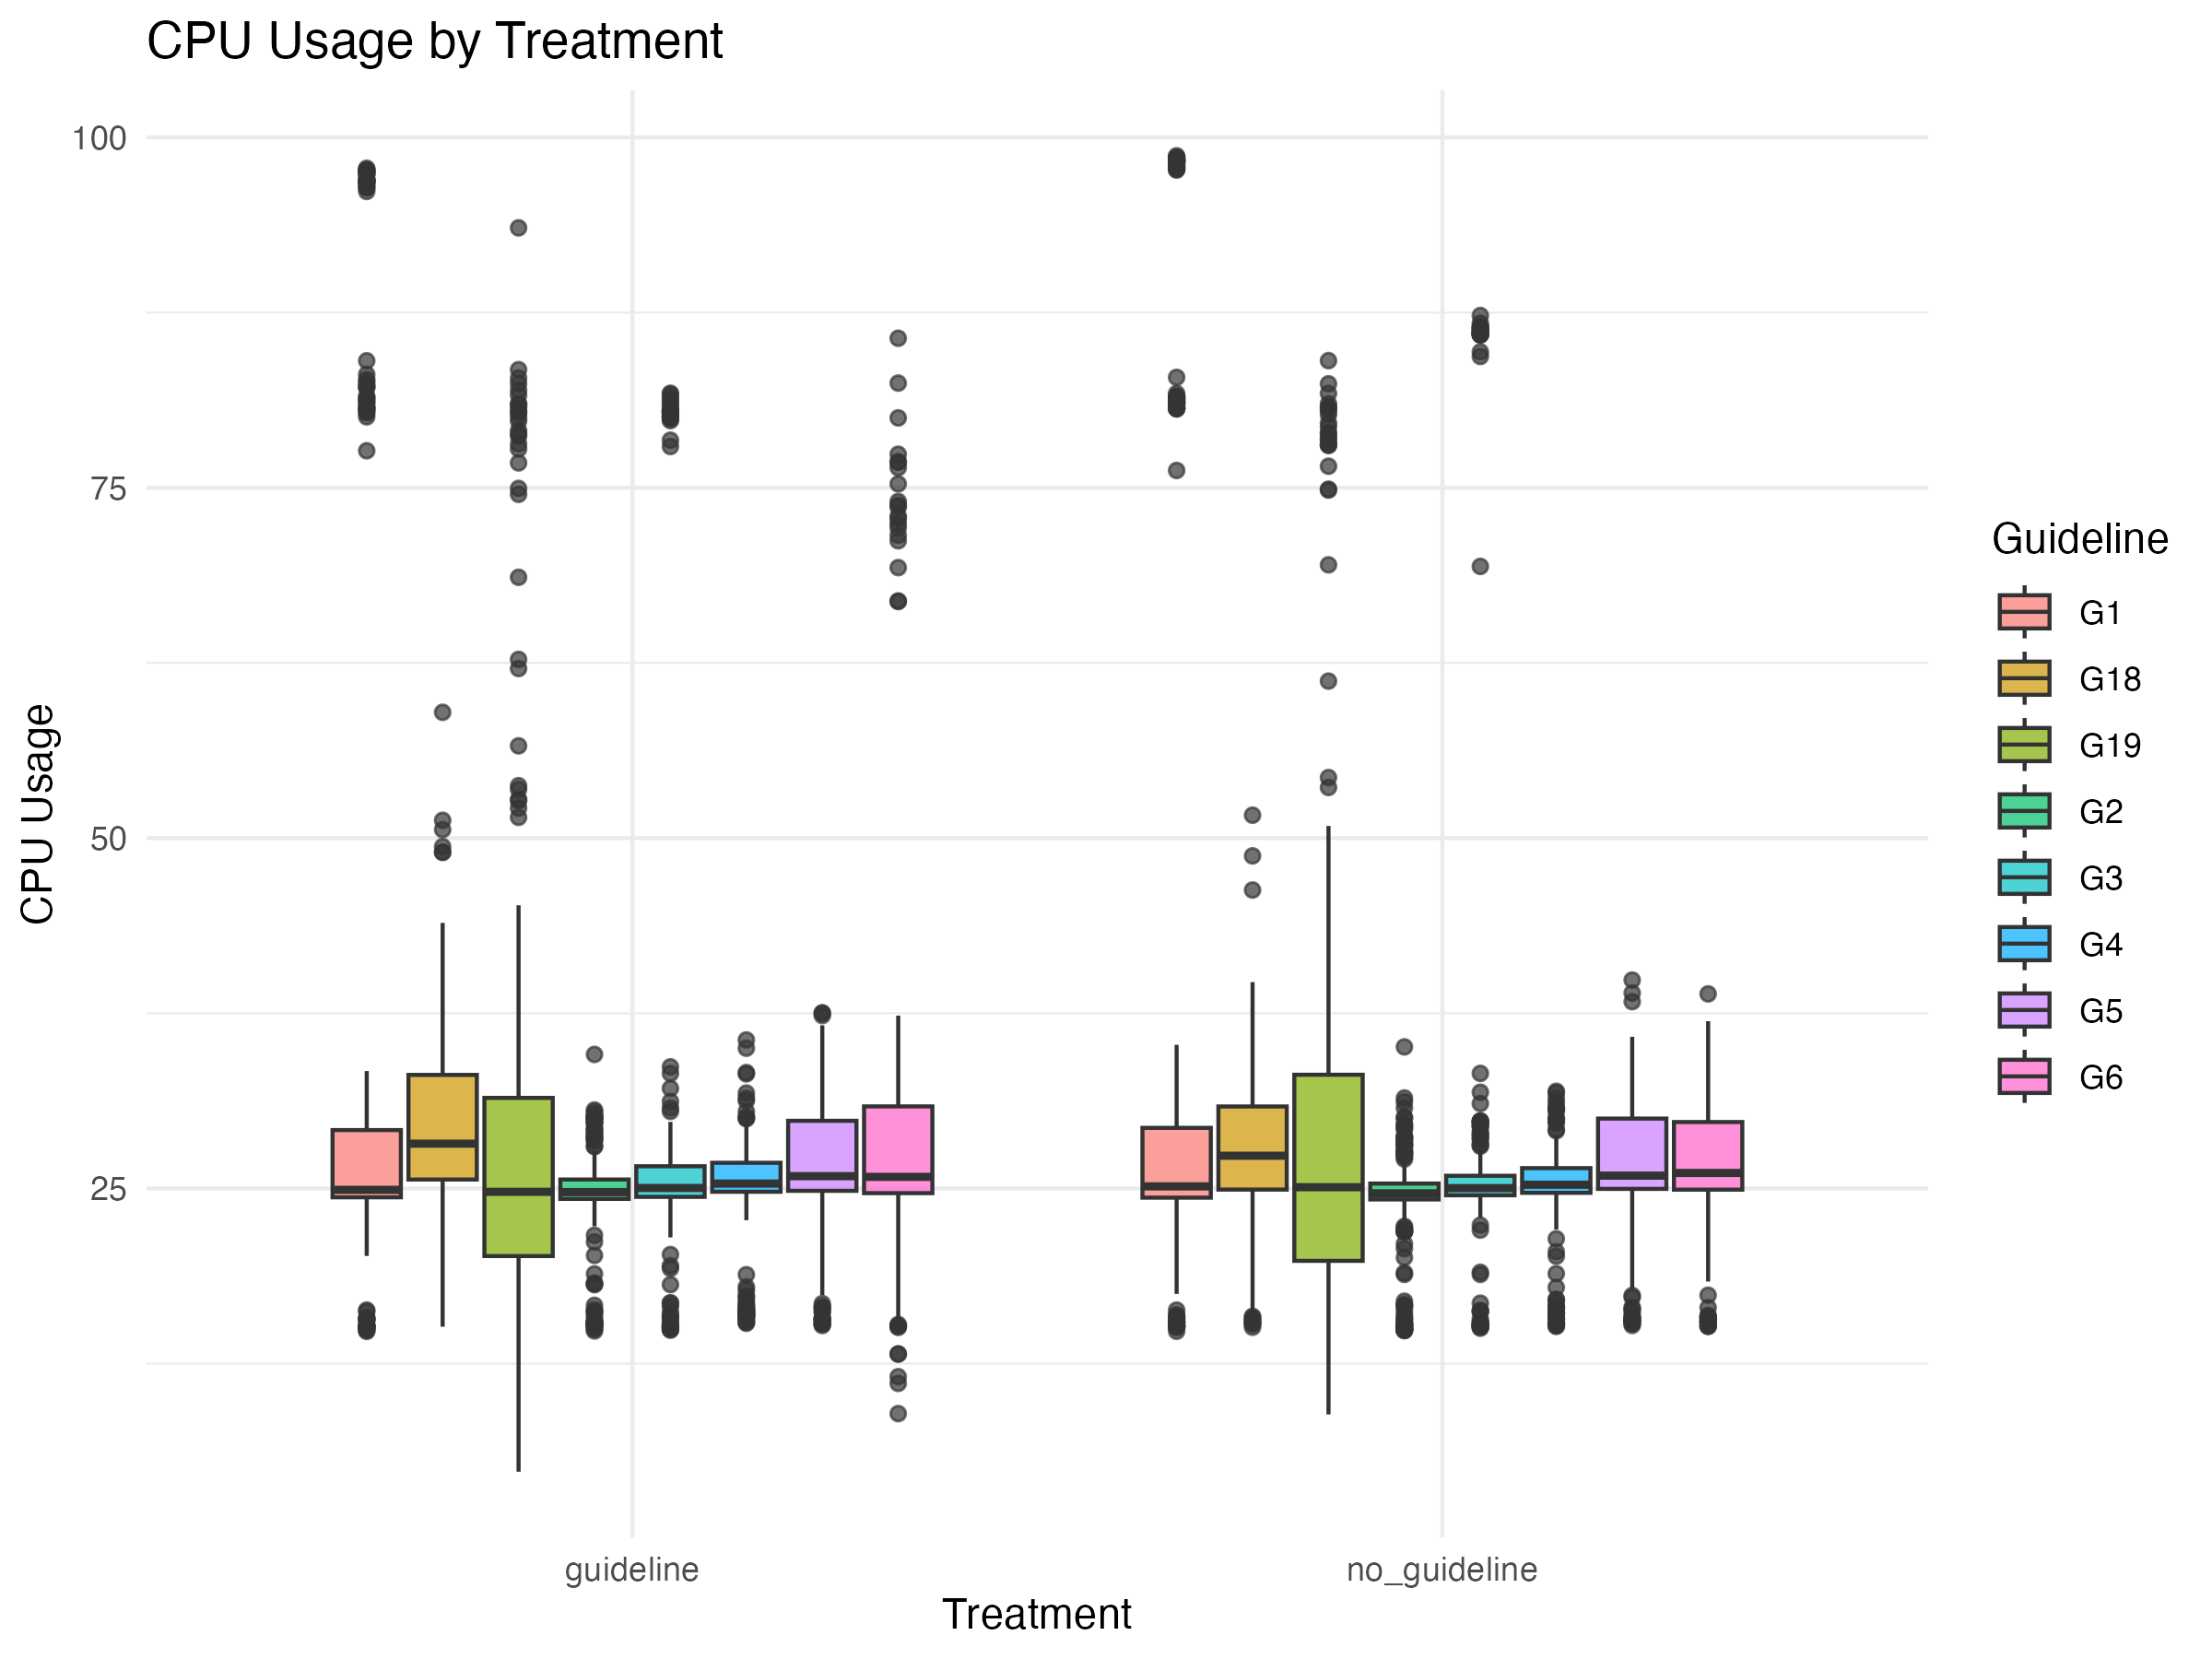 CPU Usage by Treatment
100
75
50
25
CPU Usage
guideline
no_guideline
Treatment
Guideline
G1
G18
G19
G2
G3
G4
G5
G6